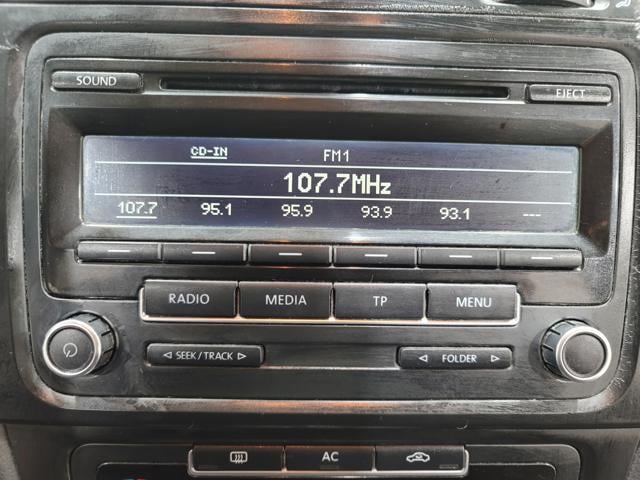 SOUND
EJECT
CD-IN FM1
107.7MHz
107.7 95.1 95.9 93.9 93.1 ---
RADIO MEDIA TP MENU
SEEK/TRACK FOLDER
AC